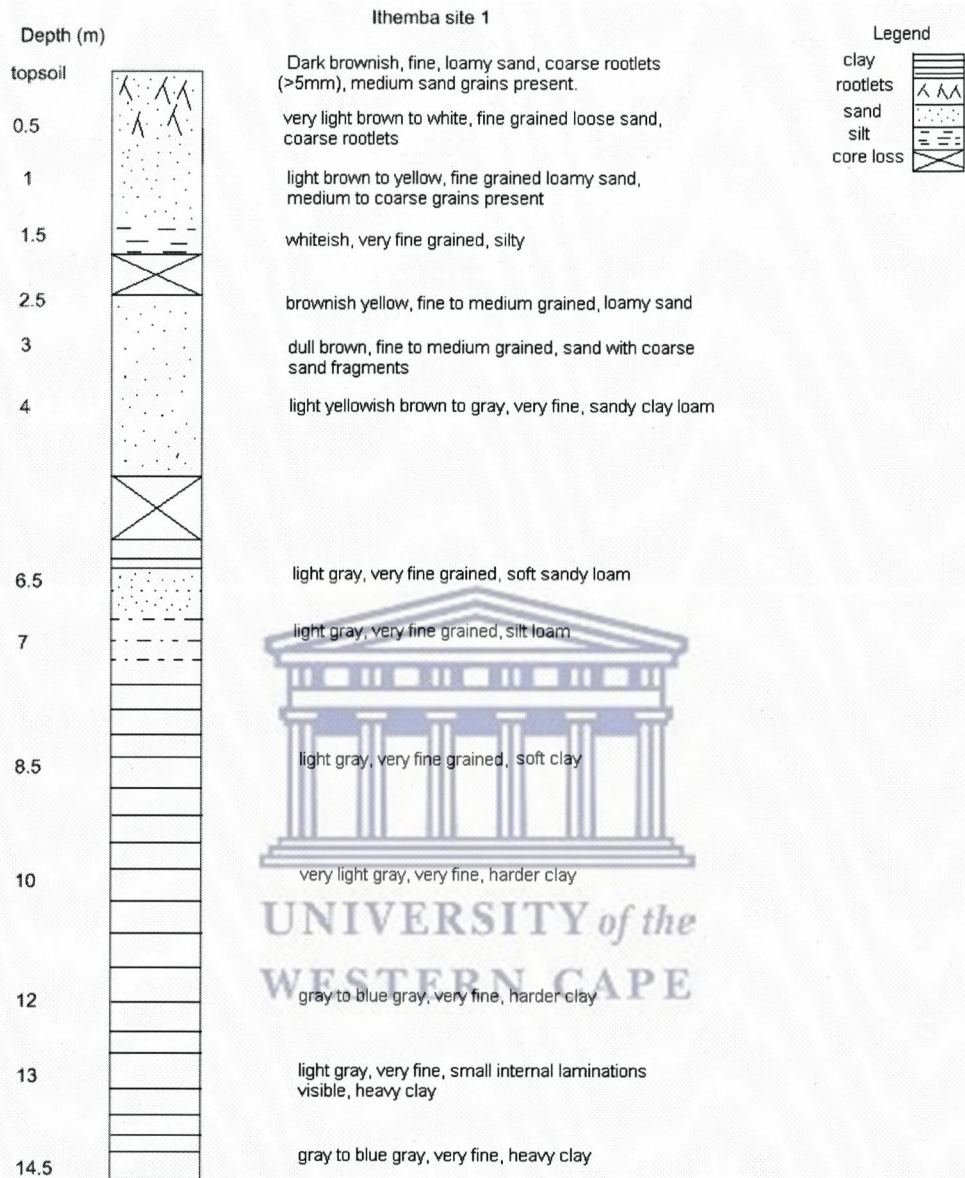 Ithemba site 1
Depth (m)
Legend
clay
rootlets
sand
silt
core loss
topsoil
Dark brownish, fine, loamy sand, coarse rootlets
(>5mm), medium sand grains present.
0.5
very light brown to white, fine grained loose sand,
coarse rootlets
1
light brown to yellow, fine grained loamy sand,
medium to coarse grains present
1.5
whiteish, very fine grained, silty
2.5
brownish yellow, fine to medium grained, loamy sand
3
dull brown, fine to medium grained, sand with coarse
sand fragments
4
light yellowish brown to gray, very fine, sandy clay loam
6.5
light gray, very fine grained, soft sandy loam
7
light gray, very fine grained, silt loam
8.5
light gray, very fine grained, soft clay
10
very light gray, very fine, harder clay
UNIVERSITY of the
WESTERN CAPE
12
gray to blue gray, very fine, harder clay
13
light gray, very fine, small internal laminations
visible, heavy clay
14.5
gray to blue gray, very fine, heavy clay